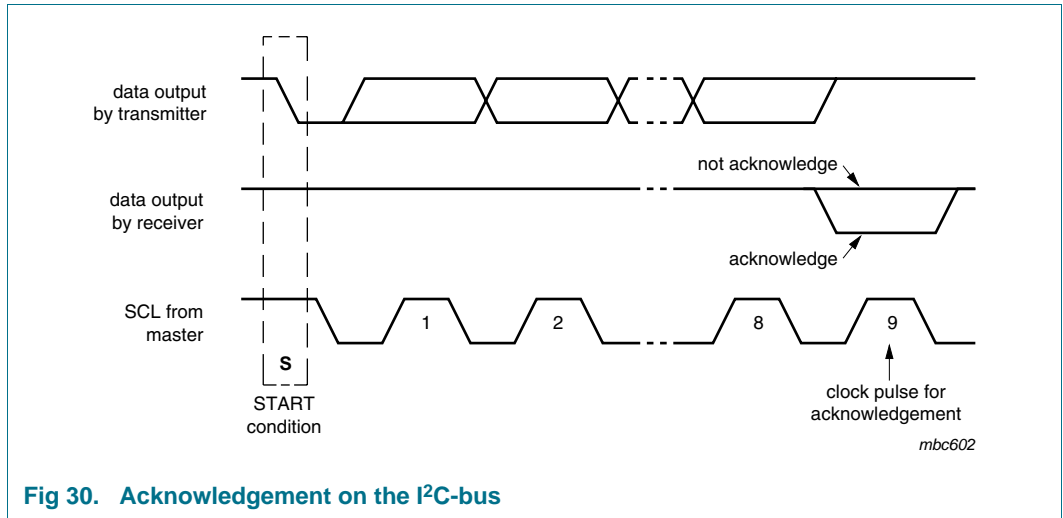 data output
by transmitter
not acknowledge
data output
by receiver
acknowledge
SCL from
master
1
2
8
9
S
START
condition
clock pulse for
acknowledgement
mbc602
Fig 30. Acknowledgement on the I²C-bus